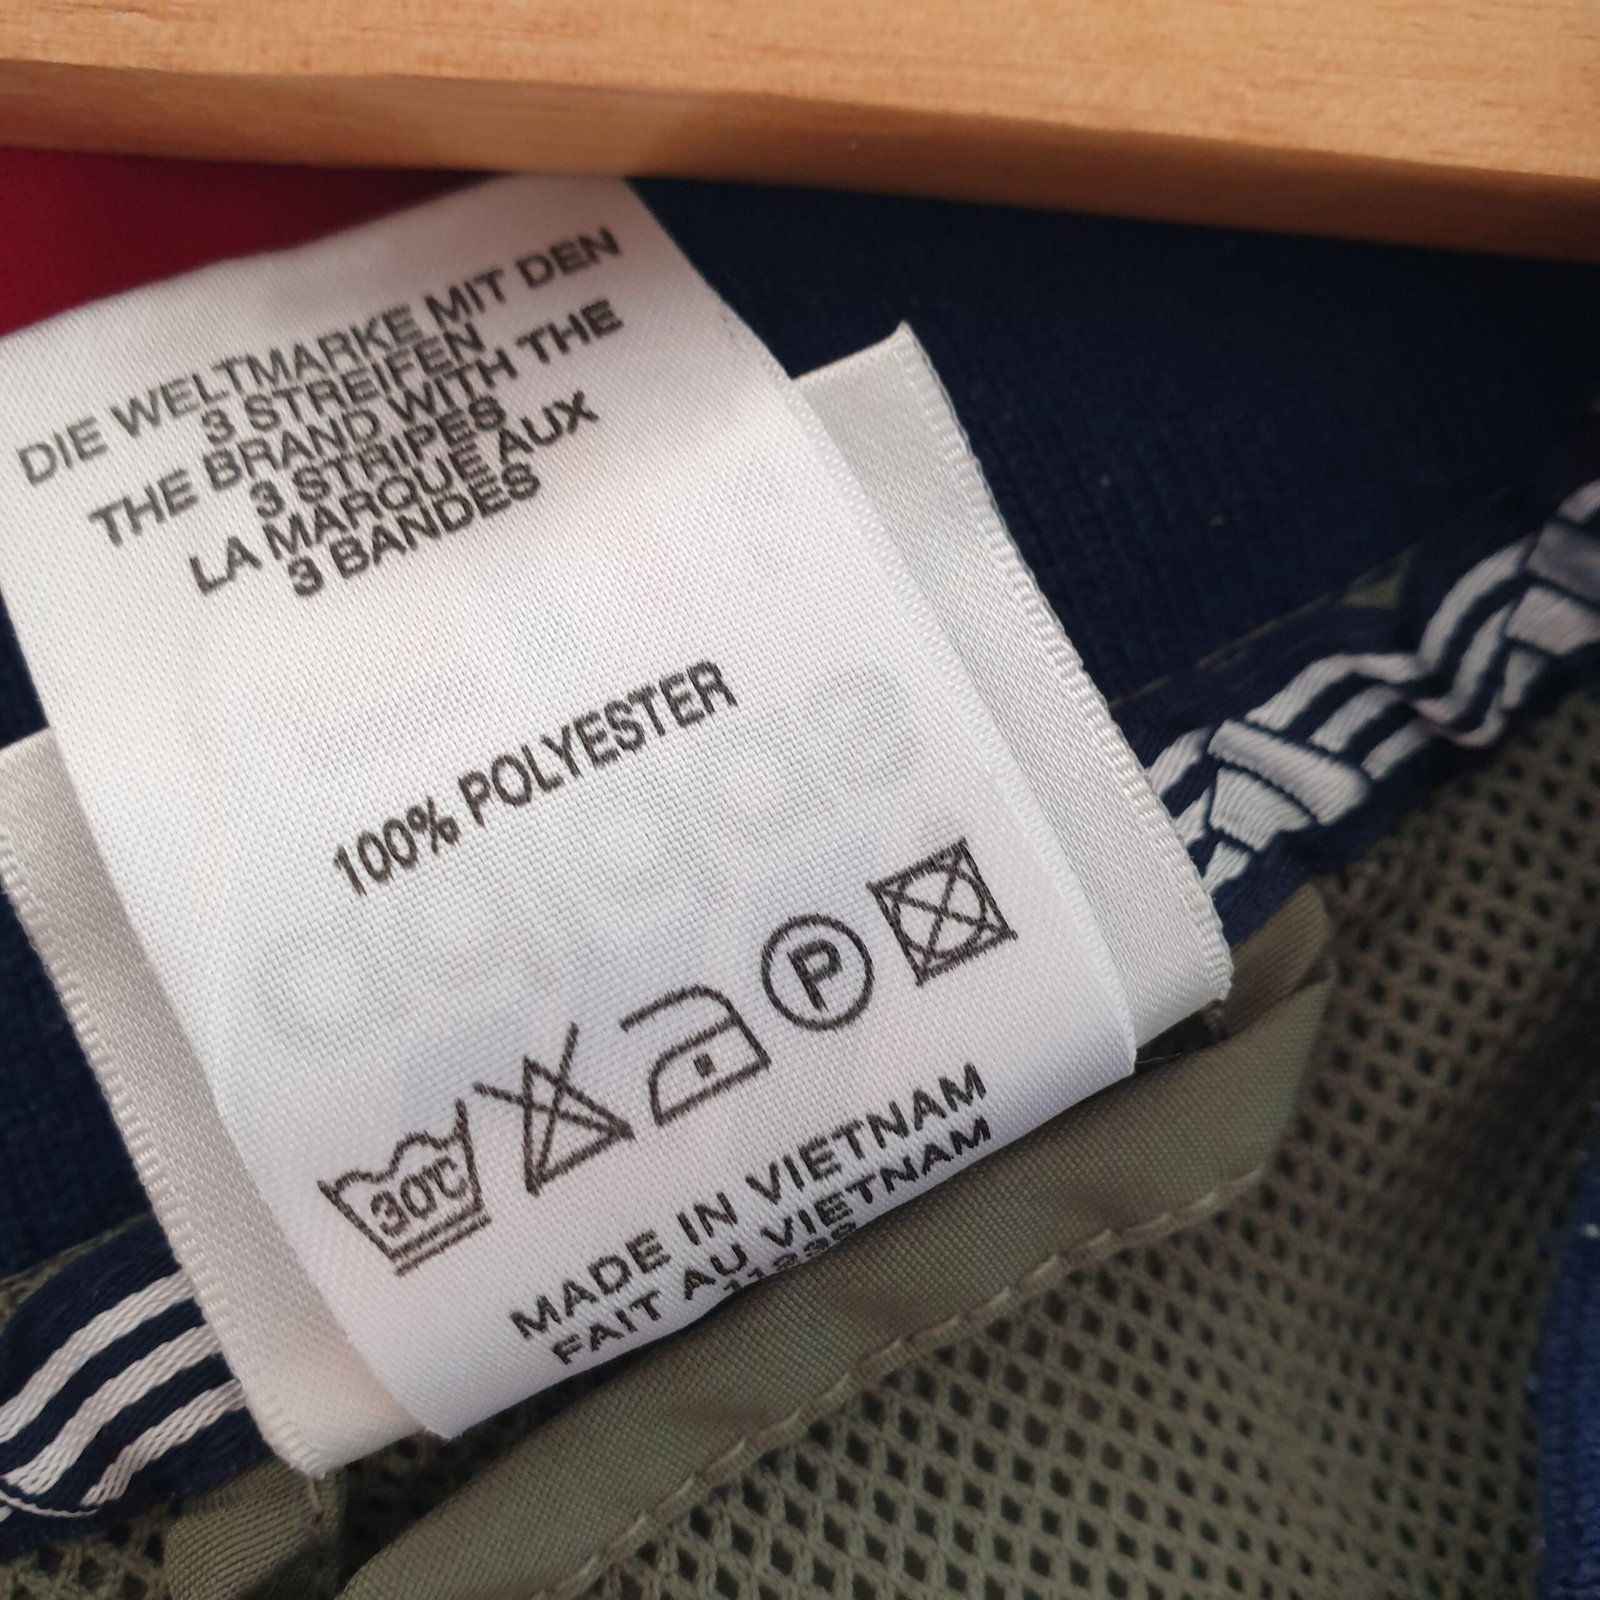 DIE WELTMARKE MIT DEN
3 STREIFEN
THE BRAND WITH THE
3 STRIPES
LA MARQUE AUX
3 BANDES
100% POLYESTER
30°C
P
MADE IN VIETNAM
FAIT AU VIETNAM